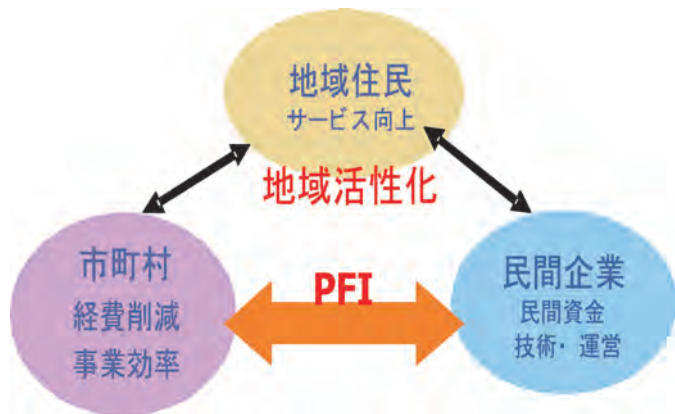 地域住民
サービス向上
地域活性化
市町村
経費削減
事業効率
PFI
民間企業
民間資金
技術・運営